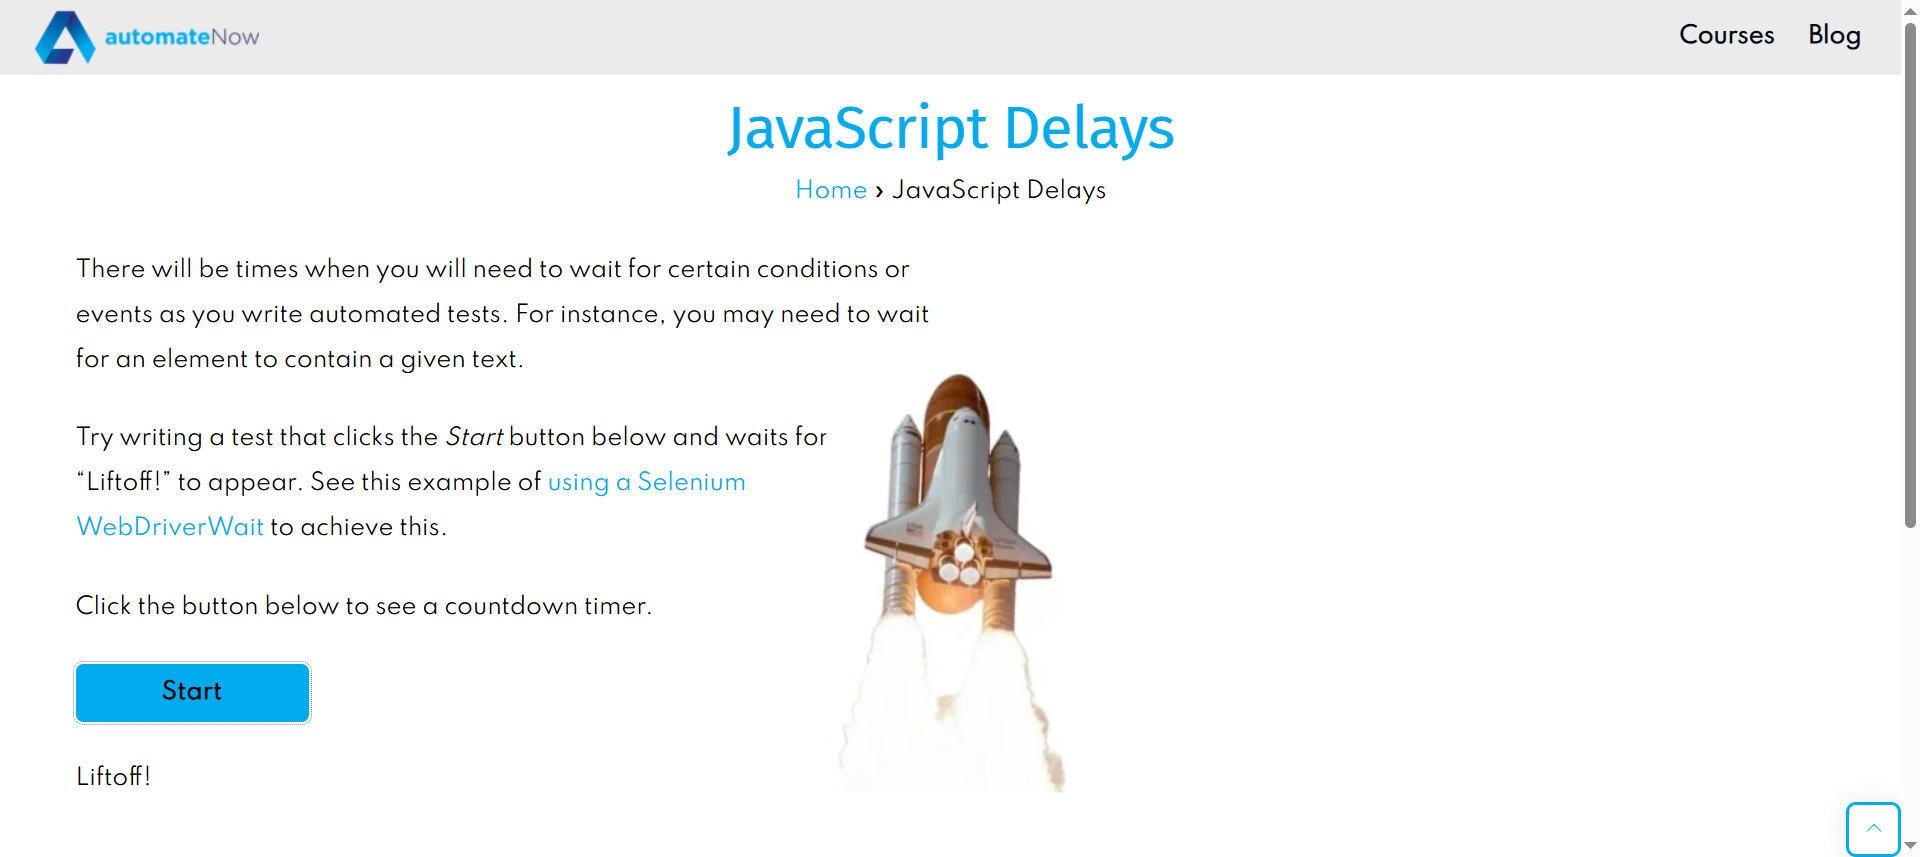 automateNow
Courses Blog
JavaScript Delays
Home › JavaScript Delays
There will be times when you will need to wait for certain conditions or
events as you write automated tests. For instance, you may need to wait
for an element to contain a given text.
Try writing a test that clicks the Start button below and waits for
“Liftoff!” to appear. See this example of using a Selenium
WebDriverWait to achieve this.
Click the button below to see a countdown timer.
Start
Liftoff!